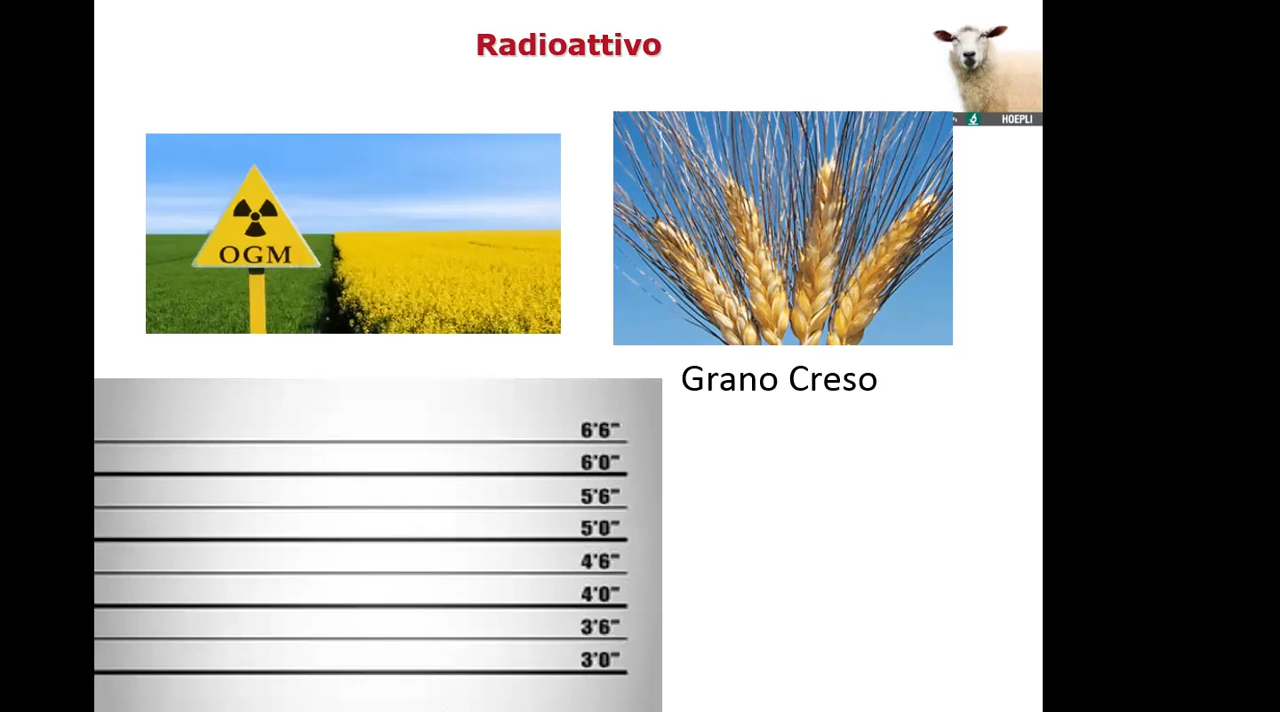 Radioattivo
HOEPLI
OGM
Grano Creso
6'6"
6'0"
5'6"
5'0"
4'6"
4'0"
3'6"
3'0"